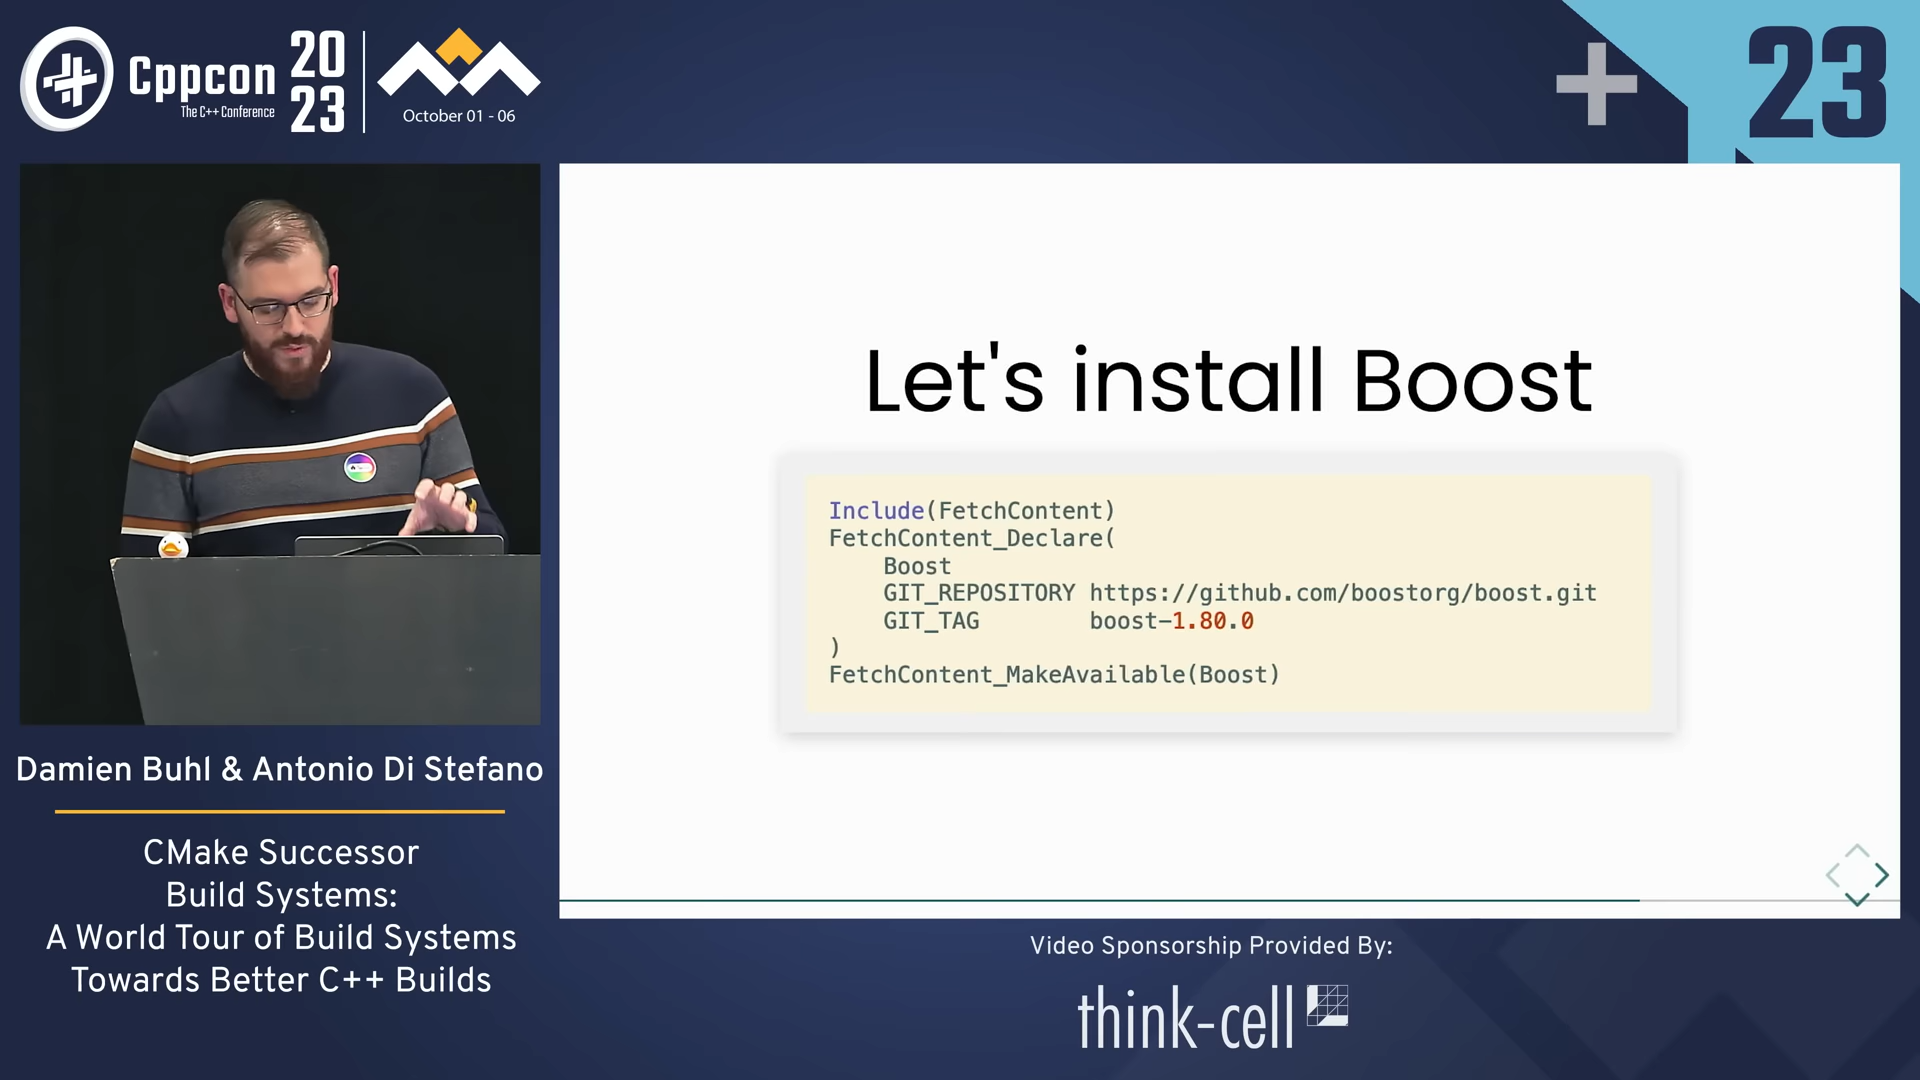 Cppcon
The C++ Conference
20
23
October 01 - 06
23
Let's install Boost
Include(FetchContent)
FetchContent_Declare(
    Boost
    GIT_REPOSITORY https://github.com/boostorg/boost.git
    GIT_TAG        boost-1.80.0
)
FetchContent_MakeAvailable(Boost)
Damien Buhl & Antonio Di Stefano
CMake Successor
Build Systems:
A World Tour of Build Systems
Towards Better C++ Builds
Video Sponsorship Provided By:
think-cell